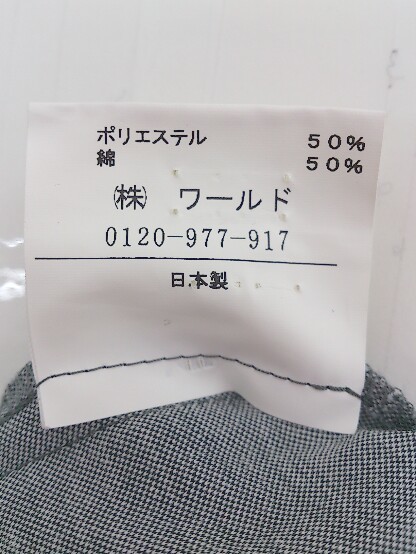 ポリエステル ５０％
綿 ５０％
㈱ ワールド
0120-977-917
日本製